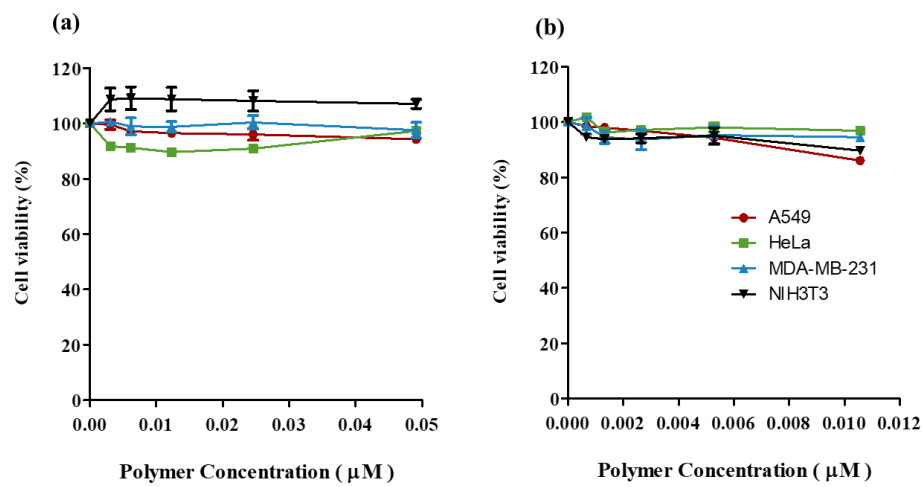 (a)
120
100
80
60
40
20
0
0.00 0.01 0.02 0.03 0.04 0.05
Cell viability (%)
Polymer Concentration ( μM )
(b)
120
100
80
60
40
20
0
0.000 0.002 0.004 0.006 0.008 0.010 0.012
Cell viability (%)
Polymer Concentration ( μM )
A549
HeLa
MDA-MB-231
NIH3T3